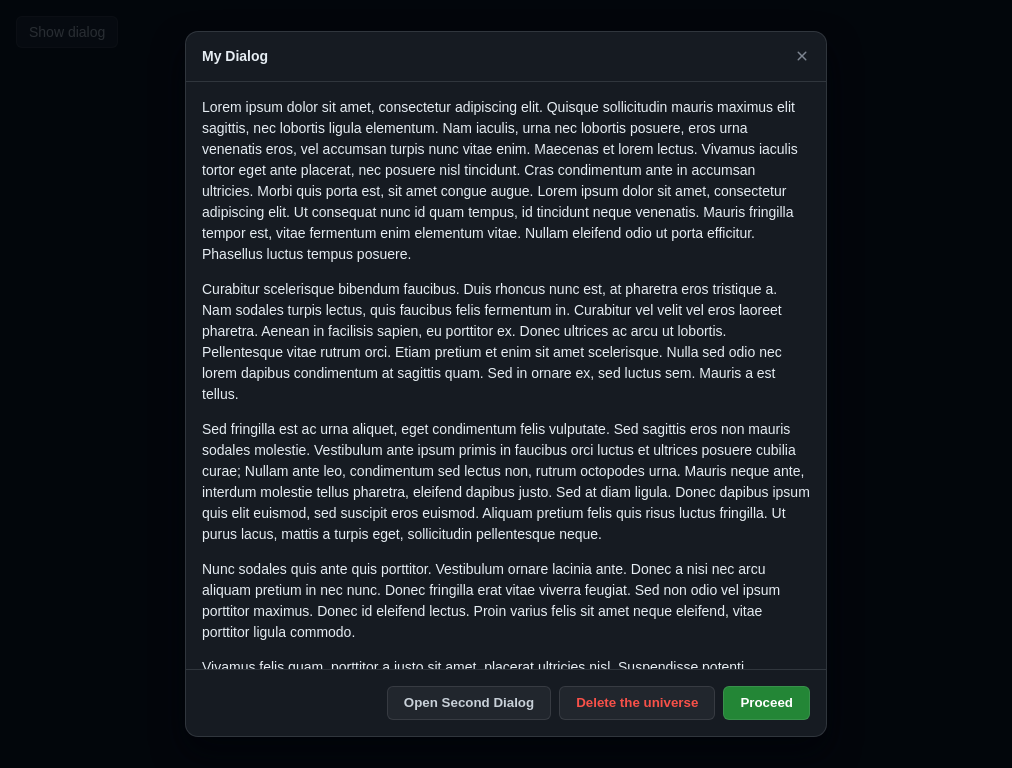 Show dialog
My Dialog
Lorem ipsum dolor sit amet, consectetur adipiscing elit. Quisque sollicitudin mauris maximus elit
sagittis, nec lobortis ligula elementum. Nam iaculis, urna nec lobortis posuere, eros urna
venenatis eros, vel accumsan turpis nunc vitae enim. Maecenas et lorem lectus. Vivamus iaculis
tortor eget ante placerat, nec posuere nisl tincidunt. Cras condimentum ante in accumsan
ultricies. Morbi quis porta est, sit amet congue augue. Lorem ipsum dolor sit amet, consectetur
adipiscing elit. Ut consequat nunc id quam tempus, id tincidunt neque venenatis. Mauris fringilla
tempor est, vitae fermentum enim elementum vitae. Nullam eleifend odio ut porta efficitur.
Phasellus luctus tempus posuere.
Curabitur scelerisque bibendum faucibus. Duis rhoncus nunc est, at pharetra eros tristique a.
Nam sodales turpis lectus, quis faucibus felis fermentum in. Curabitur vel velit vel eros laoreet
pharetra. Aenean in facilisis sapien, eu porttitor ex. Donec ultrices ac arcu ut lobortis.
Pellentesque vitae rutrum orci. Etiam pretium et enim sit amet scelerisque. Nulla sed odio nec
lorem dapibus condimentum at sagittis quam. Sed in ornare ex, sed luctus sem. Mauris a est
tellus.
Sed fringilla est ac urna aliquet, eget condimentum felis vulputate. Sed sagittis eros non mauris
sodales molestie. Vestibulum ante ipsum primis in faucibus orci luctus et ultrices posuere cubilia
curae; Nullam ante leo, condimentum sed lectus non, rutrum octopodes urna. Mauris neque ante,
interdum molestie tellus pharetra, eleifend dapibus justo. Sed at diam ligula. Donec dapibus ipsum
quis elit euismod, sed suscipit eros euismod. Aliquam pretium felis quis risus luctus fringilla. Ut
purus lacus, mattis a turpis eget, sollicitudin pellentesque neque.
Nunc sodales quis ante quis porttitor. Vestibulum ornare lacinia ante. Donec a nisi nec arcu
aliquam pretium in nec nunc. Donec fringilla erat vitae viverra feugiat. Sed non odio vel ipsum
porttitor maximus. Donec id eleifend lectus. Proin varius felis sit amet neque eleifend, vitae
porttitor ligula commodo.
Vivamus felis quam, porttitor a justo sit amet, placerat ultricies nisl. Suspendisse potenti.
Open Second Dialog
Delete the universe
Proceed